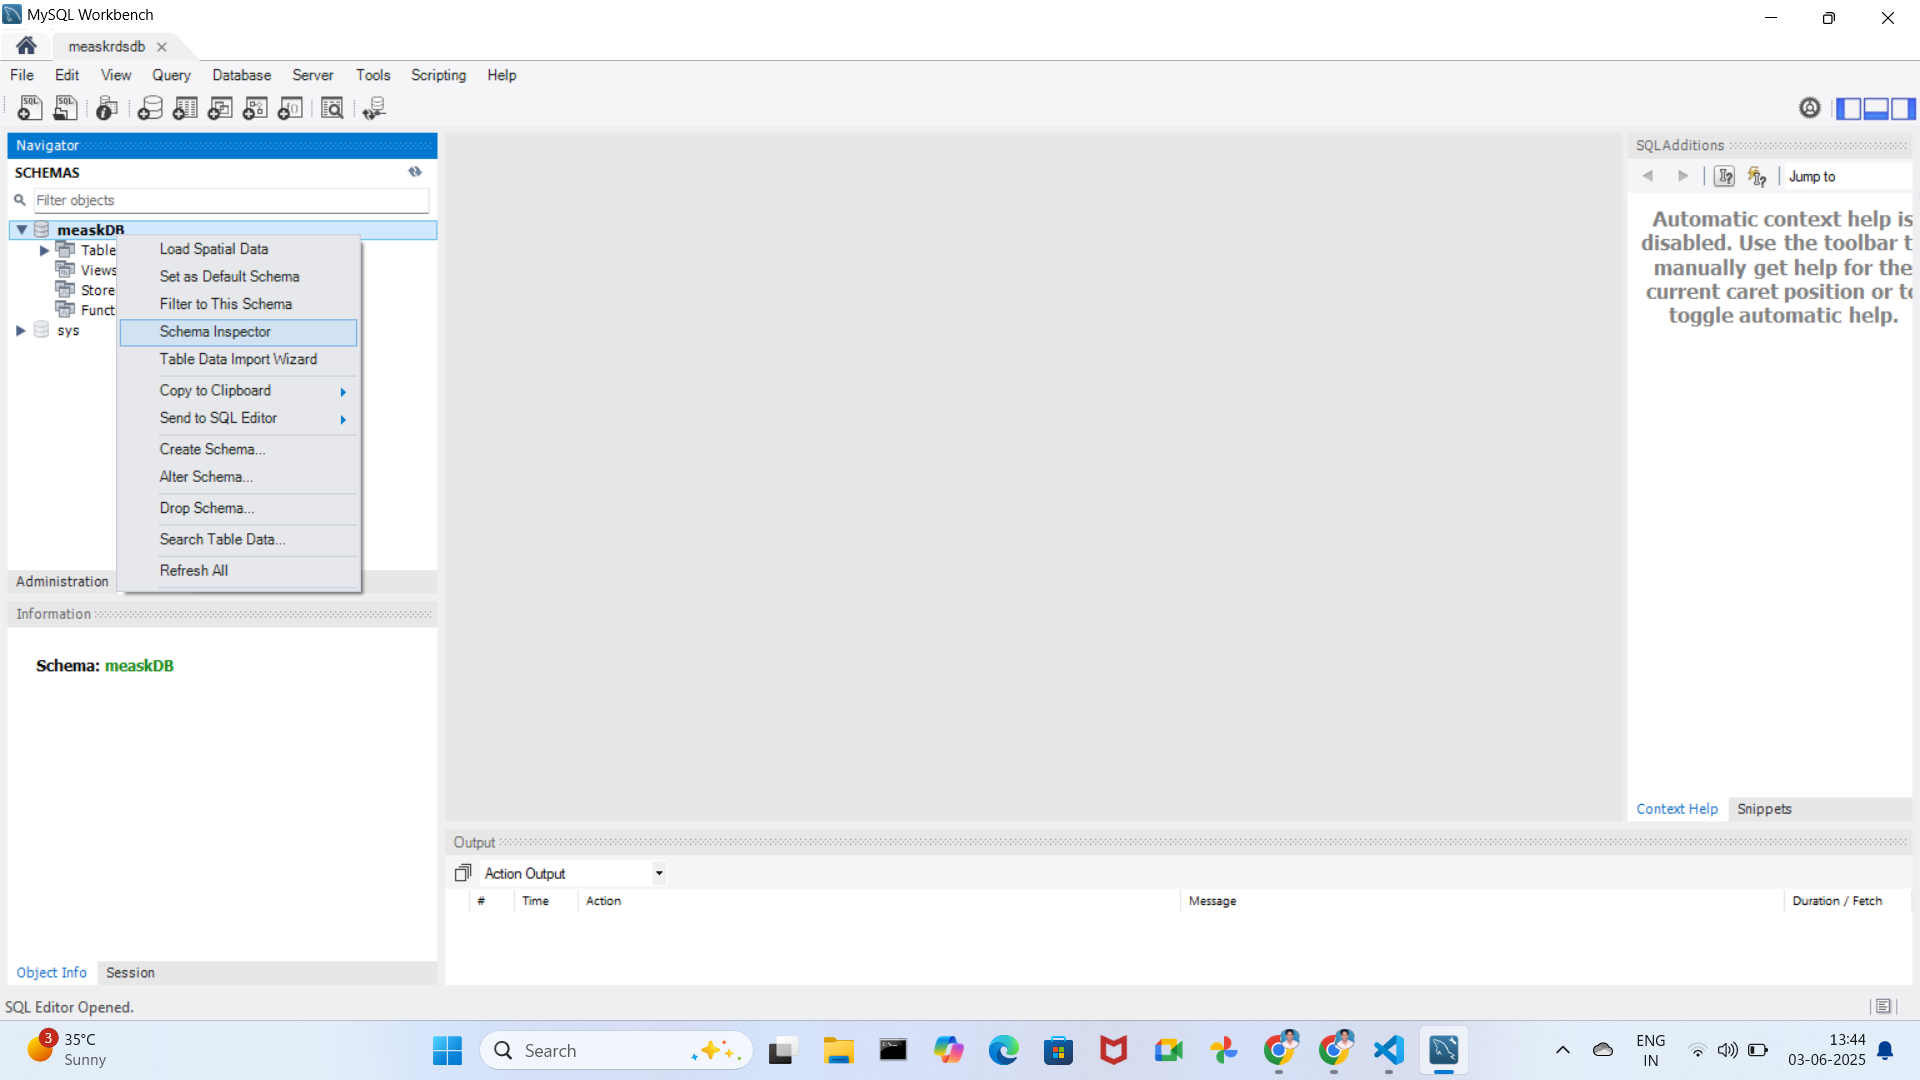 MySQL Workbench
measkrdsdb
File Edit View Query Database Server Tools Scripting Help
SQL SQL
Navigator
SCHEMAS
Filter objects
measkDB
Table
Views
Store
Funct
sys
Load Spatial Data
Set as Default Schema
Filter to This Schema
Schema Inspector
Table Data Import Wizard
Copy to Clipboard
Send to SQL Editor
Create Schema...
Alter Schema...
Drop Schema...
Search Table Data...
Refresh All
Administration
Information
Schema: measkDB
Object Info Session
SQL Editor Opened.
SQLAdditions
Jump to
Automatic context help is
disabled. Use the toolbar t
manually get help for the
current caret position or to
toggle automatic help.
Context Help Snippets
Output
Action Output
# Time Action Message Duration / Fetch
3
35°C
Sunny
Search
ENG
IN
13:44
03-06-2025